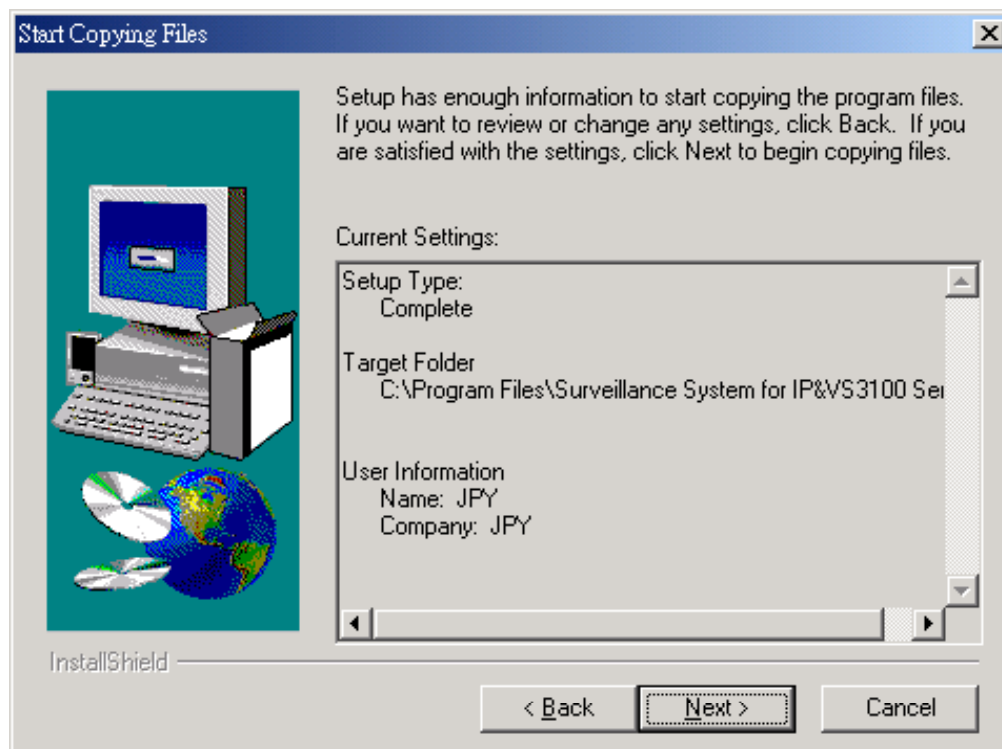 Start Copying Files
Setup has enough information to start copying the program files.
If you want to review or change any settings, click Back. If you
are satisfied with the settings, click Next to begin copying files.
Current Settings:
Setup Type:
Complete
Target Folder
C:\Program Files\Surveillance System for IP&VS3100 Ser
User Information
Name: JPY
Company: JPY
InstallShield
< Back
Next >
Cancel